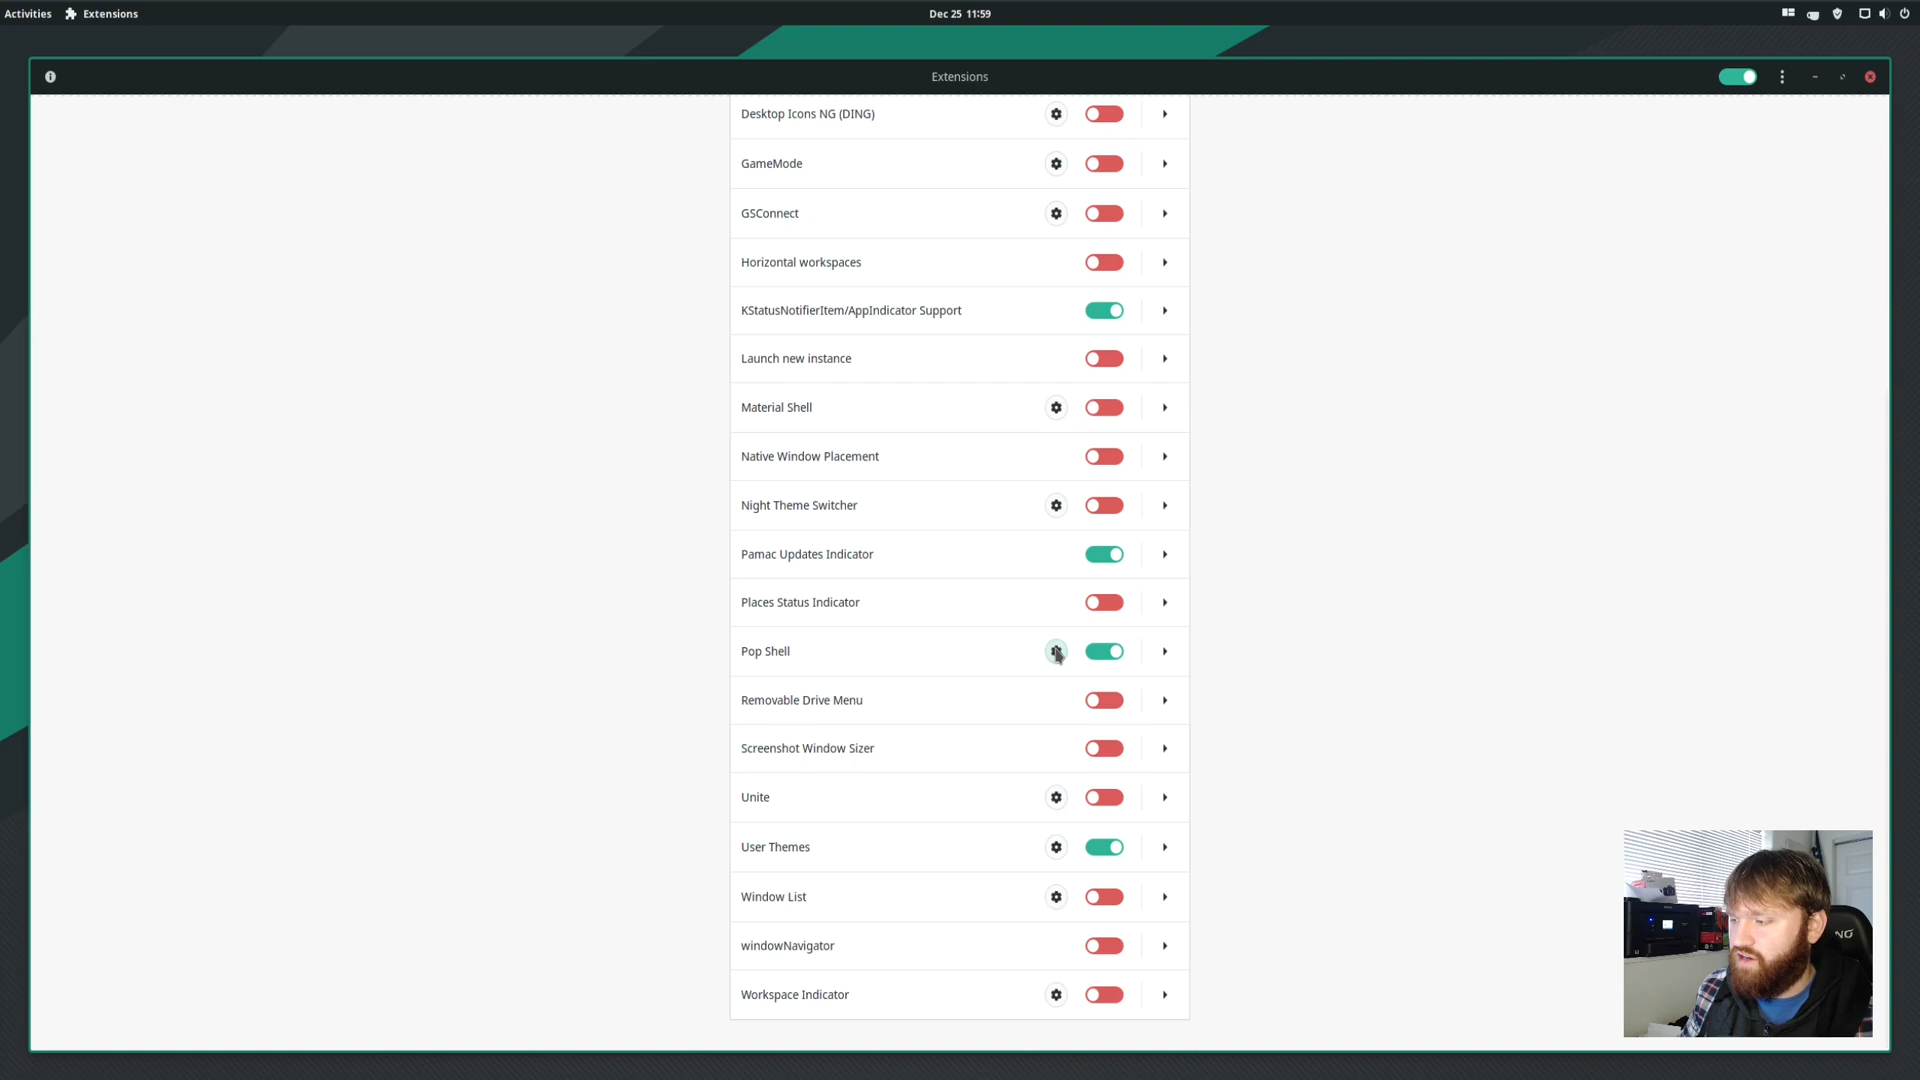 Activities Extensions Dec 25 11:59
Extensions
Desktop Icons NG (DING)
GameMode
GSConnect
Horizontal workspaces
KStatusNotifierItem/AppIndicator Support
Launch new instance
Material Shell
Native Window Placement
Night Theme Switcher
Pamac Updates Indicator
Places Status Indicator
Pop Shell
Removable Drive Menu
Screenshot Window Sizer
Unite
User Themes
Window List
windowNavigator
Workspace Indicator